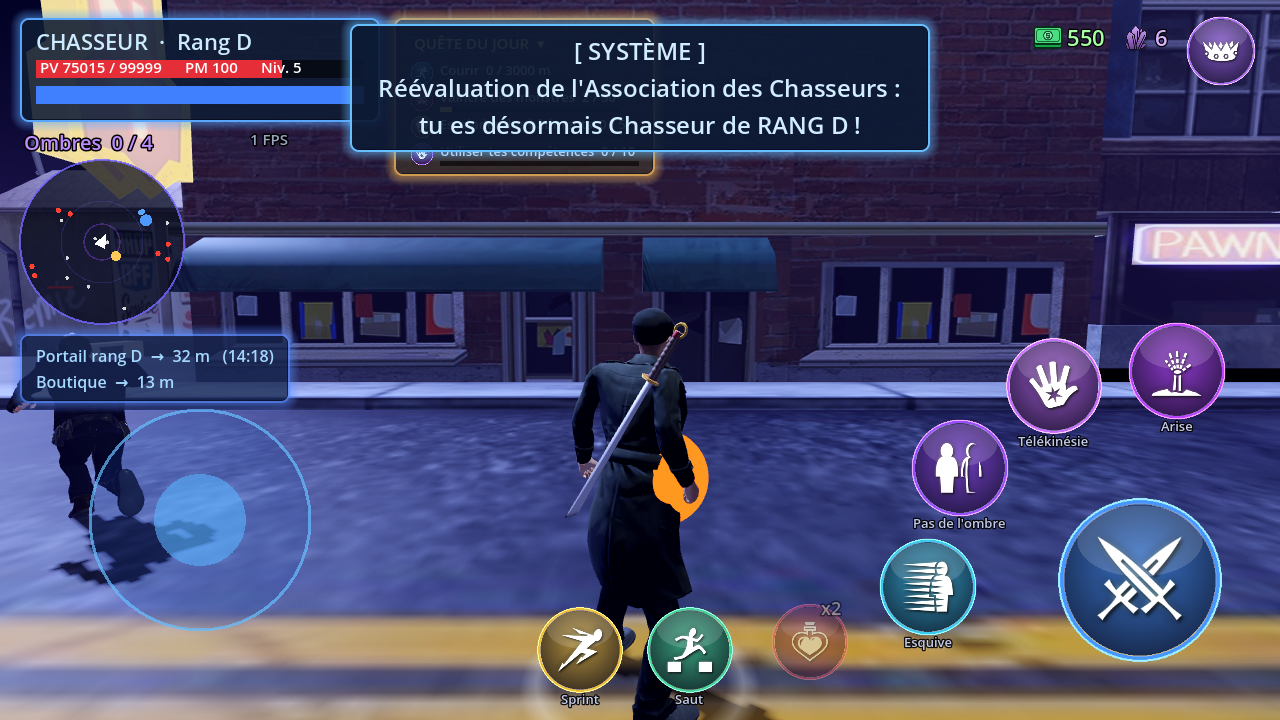 CHASSEUR · Rang D
PV 75015 / 99999 PM 100 Niv. 5
QUÊTE DU JOUR ▼
Courir 0 / 3000 m
Utiliser tes compétences 0 / 10
[ SYSTÈME ]
Réévaluation de l'Association des Chasseurs :
tu es désormais Chasseur de RANG D !
550
6
Ombres 0 / 4
1 FPS
PAWN
Portail rang D → 32 m (14:18)
Boutique → 13 m
Télékinésie
Arise
Pas de l'ombre
Esquive
x2
Sprint
Saut